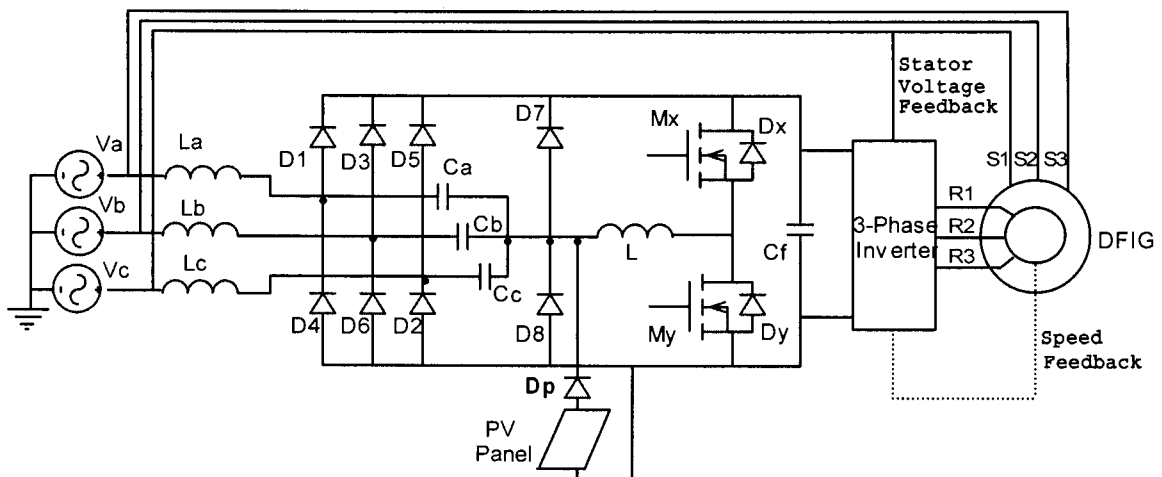 Stator
Voltage
Feedback
D7
Mx
Dx
Va
La
D1
D3
D5
Ca
S1
S2
S3
Vb
Lb
Cb
R1
3-Phase
Inverter
R2
DFIG
Vc
Lc
L
Cf
R3
Cc
D4
D6
D2
D8
My
Dy
Speed
Feedback
Dp
PV
Panel